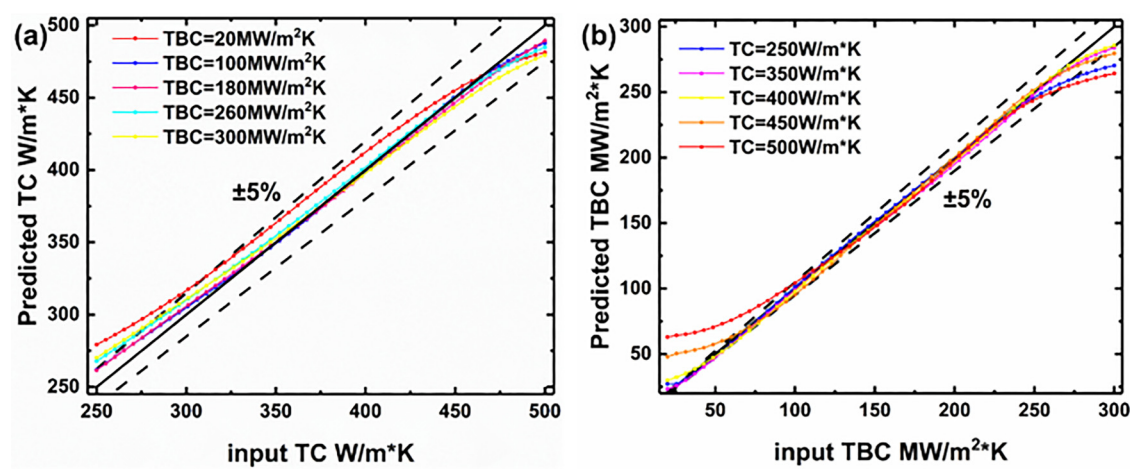 (a)
TBC=20MW/m²K
TBC=100MW/m²K
TBC=180MW/m²K
TBC=260MW/m²K
TBC=300MW/m²K
±5%
Predicted TC W/m*K
500
450
400
350
300
250
250
300
350
400
450
500
input TC W/m*K
(b)
TC=250W/m*K
TC=350W/m*K
TC=400W/m*K
TC=450W/m*K
TC=500W/m*K
±5%
Predicted TBC MW/m²*K
300
250
200
150
100
50
50
100
150
200
250
300
input TBC MW/m²*K